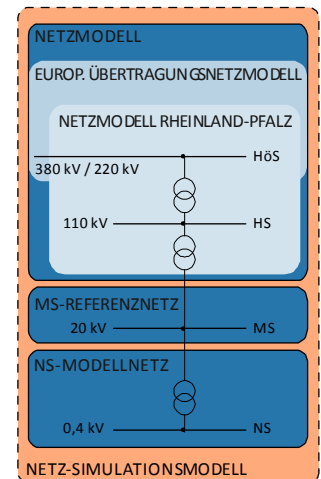 NETZMODELL
EUROP. ÜBERTRAGUNGSNETZMODELL
NETZMODELL RHEINLAND-PFALZ
HöS
380 kV / 220 kV
110 kV HS
MS-REFERENZNETZ
20 kV MS
NS-MODELLNETZ
0,4 kV NS
NETZ-SIMULATIONSMODELL